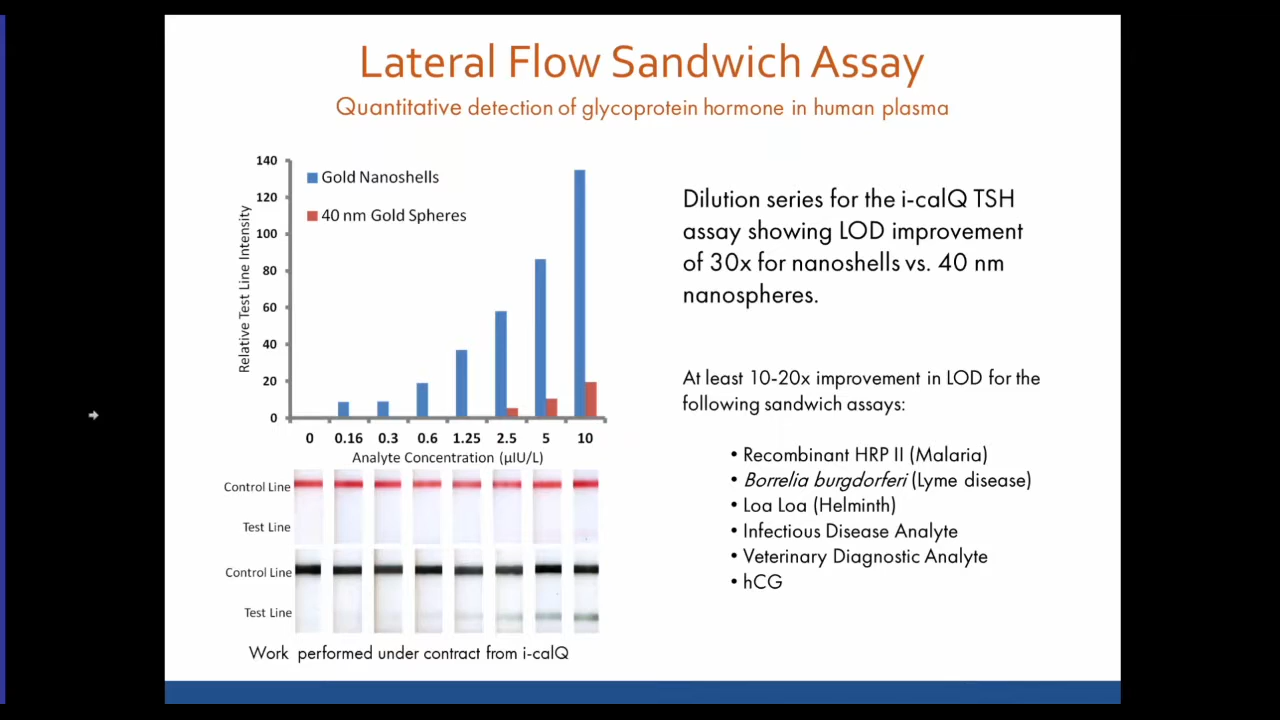 Lateral Flow Sandwich Assay
Quantitative detection of glycoprotein hormone in human plasma
140
120
100
80
60
40
20
0
Relative Test Line Intensity
Gold Nanoshells
40 nm Gold Spheres
0 0.16 0.3 0.6 1.25 2.5 5 10
Analyte Concentration (µIU/L)
Control Line
Test Line
Control Line
Test Line
Work performed under contract from i-calQ
Dilution series for the i-calQ TSH
assay showing LOD improvement
of 30x for nanoshells vs. 40 nm
nanospheres.
At least 10-20x improvement in LOD for the
following sandwich assays:
• Recombinant HRP II (Malaria)
• Borrelia burgdorferi (Lyme disease)
• Loa Loa (Helminth)
• Infectious Disease Analyte
• Veterinary Diagnostic Analyte
• hCG